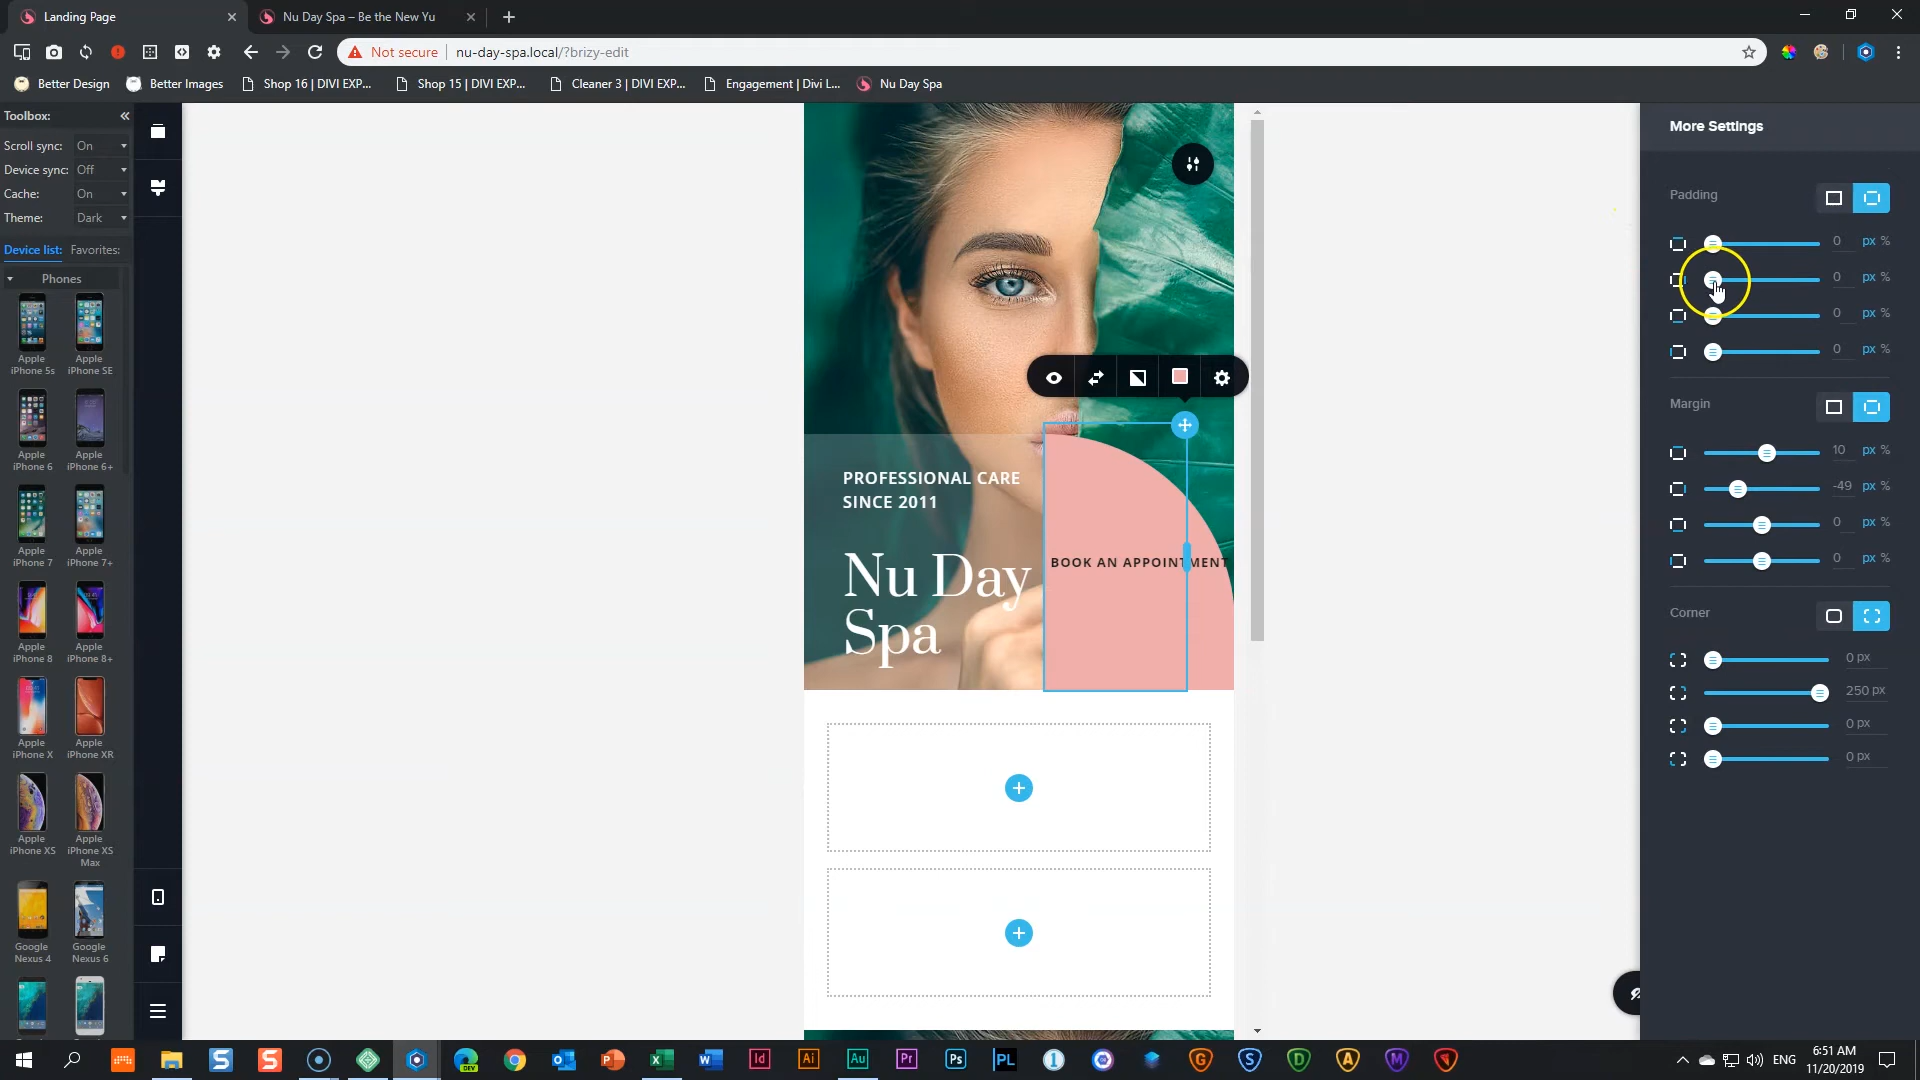 Landing Page
Nu Day Spa – Be the New Yu
Not secure
nu-day-spa.local/?brizy-edit
Better Design
Better Images
Shop 16 | DIVI EXP...
Shop 15 | DIVI EXP...
Cleaner 3 | DIVI EXP...
Engagement | Divi L...
Nu Day Spa
Toolbox:
Scroll sync: On
Device sync: Off
Cache: On
Theme: Dark
Device list: Favorites:
Phones
Apple iPhone 5s
Apple iPhone SE
Apple iPhone 6
Apple iPhone 6+
Apple iPhone 7
Apple iPhone 7+
Apple iPhone 8
Apple iPhone 8+
Apple iPhone X
Apple iPhone XR
Apple iPhone XS
Apple iPhone XS Max
Google Nexus 4
Google Nexus 6
PROFESSIONAL CARE
SINCE 2011
Nu Day
Spa
BOOK AN APPOINTMENT
More Settings
Padding
0 px %
0 px %
0 px %
0 px %
Margin
10 px %
-49 px %
0 px %
0 px %
Corner
0 px
250 px
0 px
0 px
ENG
6:51 AM
11/20/2019